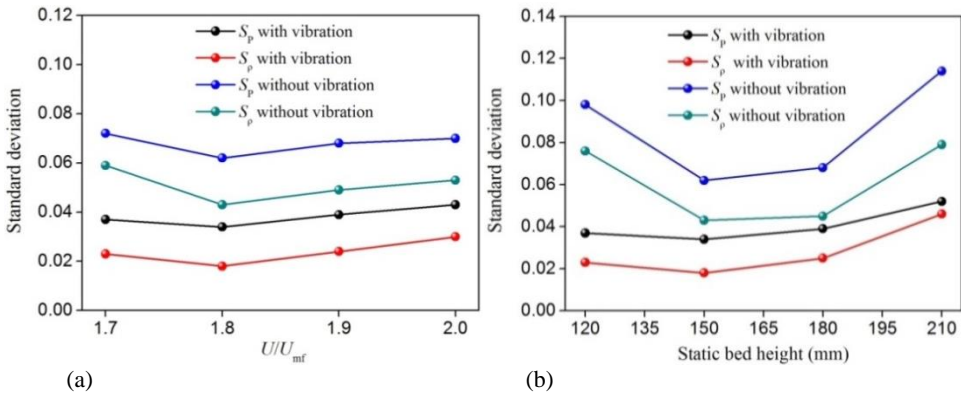 0.12
0.10
0.08
0.06
0.04
0.02
0.00
Standard deviation
Sp with vibration
Sρ with vibration
Sp without vibration
Sρ without vibration
1.7 1.8 1.9 2.0
U/Umf
(a)
0.14
0.12
0.10
0.08
0.06
0.04
0.02
0.00
Standard deviation
Sp with vibration
Sρ with vibration
Sp without vibration
Sρ without vibration
120 135 150 165 180 195 210
Static bed height (mm)
(b)